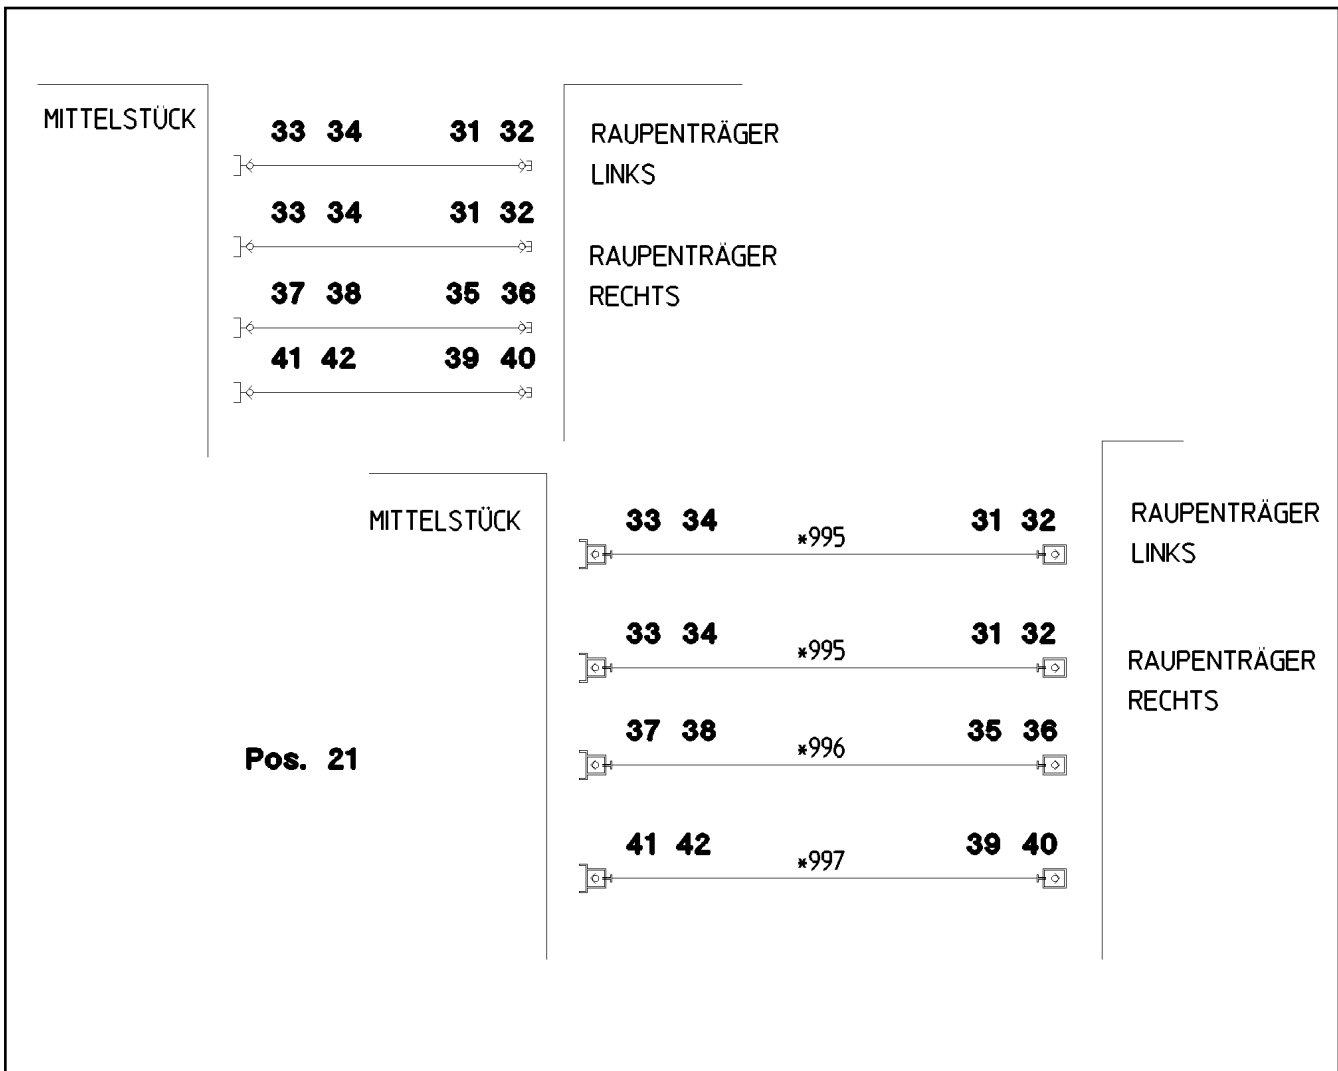 MITTELSTÜCK
33 34 31 32
RAUPENTRÄGER
LINKS
33 34 31 32
RAUPENTRÄGER
RECHTS
37 38 35 36
41 42 39 40
MITTELSTÜCK
33 34 *995 31 32
RAUPENTRÄGER
LINKS
33 34 *995 31 32
RAUPENTRÄGER
RECHTS
37 38 *996 35 36
Pos. 21
41 42 *997 39 40